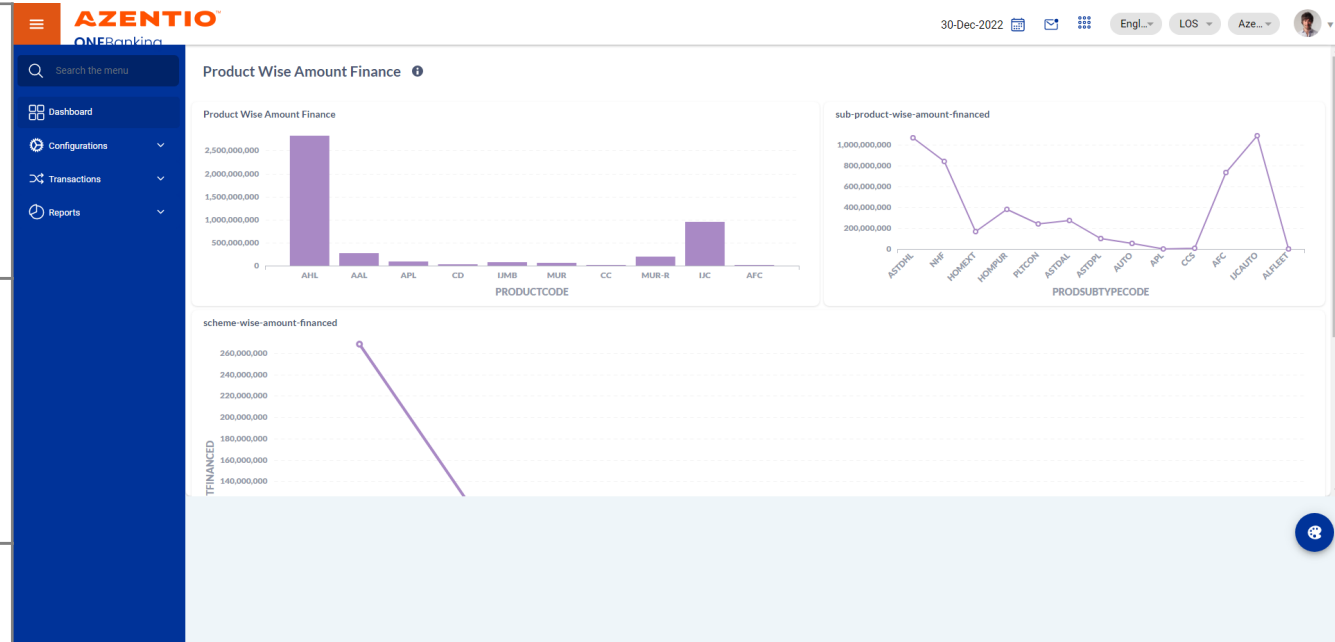 AZENTIO™
ONEBanking
30-Dec-2022
Engl...
LOS
Aze...
Search the menu
Dashboard
Configurations
Transactions
Reports
Product Wise Amount Finance
Product Wise Amount Finance
2,500,000,000
2,000,000,000
1,500,000,000
1,000,000,000
500,000,000
0
AHL AAL APL CD IJMB MUR CC MUR-R IJC AFC
PRODUCTCODE
sub-product-wise-amount-financed
1,000,000,000
800,000,000
600,000,000
400,000,000
200,000,000
0
ASTDHL NHF HOMEXT HOMPUR PLTCON ASTDAL ASTDPL AUTO APL CCS AFC IJCAUTO ALFLEET
PRODSUBTYPECODE
scheme-wise-amount-financed
260,000,000
240,000,000
220,000,000
200,000,000
180,000,000
160,000,000
140,000,000
TFINANCED